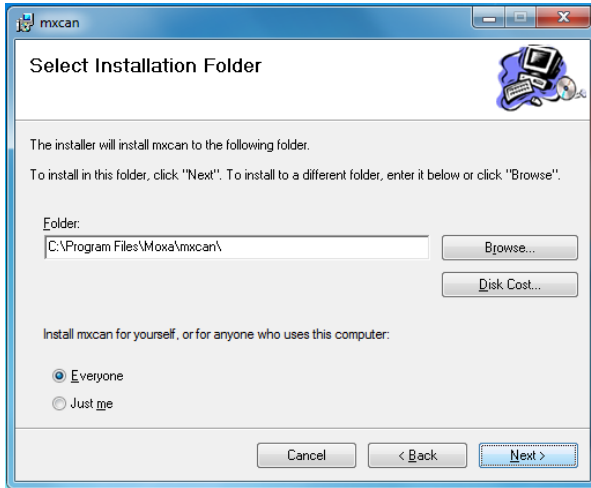 mxcan
Select Installation Folder
The installer will install mxcan to the following folder.
To install in this folder, click "Next". To install to a different folder, enter it below or click "Browse".
Folder:
C:\Program Files\Moxa\mxcan\
Browse...
Disk Cost...
Install mxcan for yourself, or for anyone who uses this computer:
Everyone
Just me
Cancel
< Back
Next >